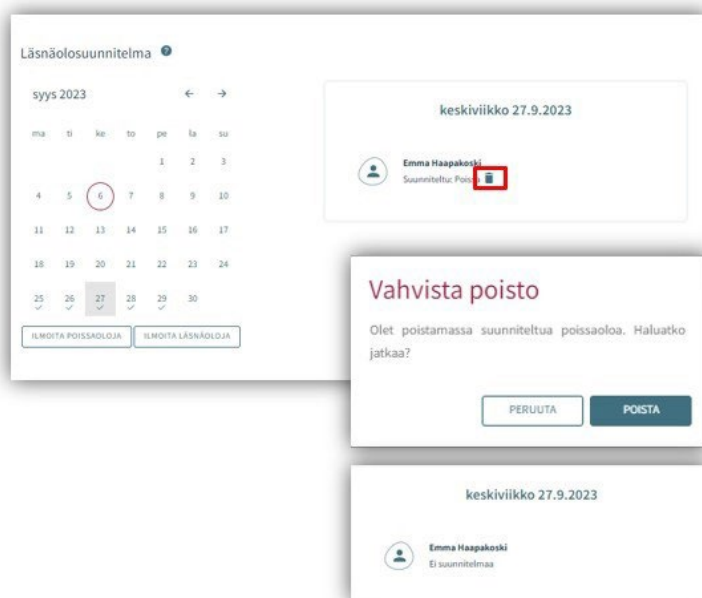 Läsnäolosuunnitelma ?
syys 2023 ← →
ma ti ke to pe la su
1 2 3
4 5 6 7 8 9 10
11 12 13 14 15 16 17
18 19 20 21 22 23 24
25 26 27 28 29 30
ILMOITA POISSAOLOJA ILMOITA LÄSNÄOLOJA
keskiviikko 27.9.2023
Emma Haapakoski
Suunniteltu: Poissa
Vahvista poisto
Olet poistamassa suunniteltua poissaoloa. Haluatko
jatkaa?
PERUUTA POISTA
keskiviikko 27.9.2023
Emma Haapakoski
Ei suunnitelmaa